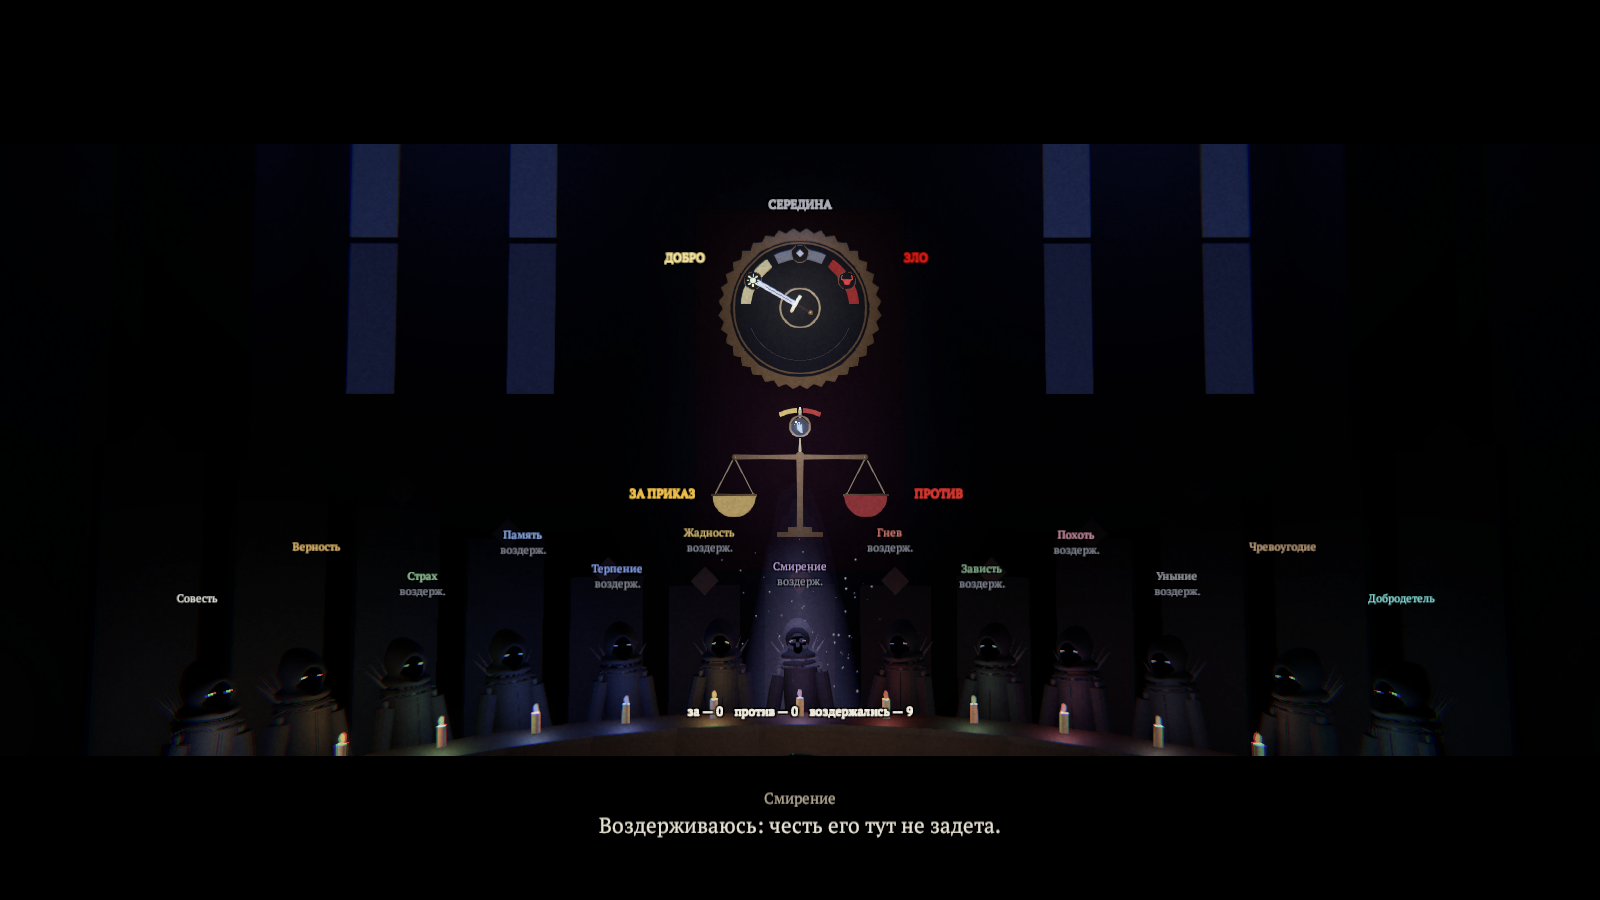 СЕРЕДИНА
ДОБРО
ЗЛО
ЗА ПРИКАЗ
ПРОТИВ
Совесть
Верность
Страх
воздерж.
Память
воздерж.
Терпение
воздерж.
Жадность
воздерж.
Смирение
воздерж.
Гнев
воздерж.
Зависть
воздерж.
Похоть
воздерж.
Уныние
воздерж.
Чревоугодие
Добродетель
за — 0 против — 0 воздержались — 9
Смирение
Воздерживаюсь: честь его тут не задета.